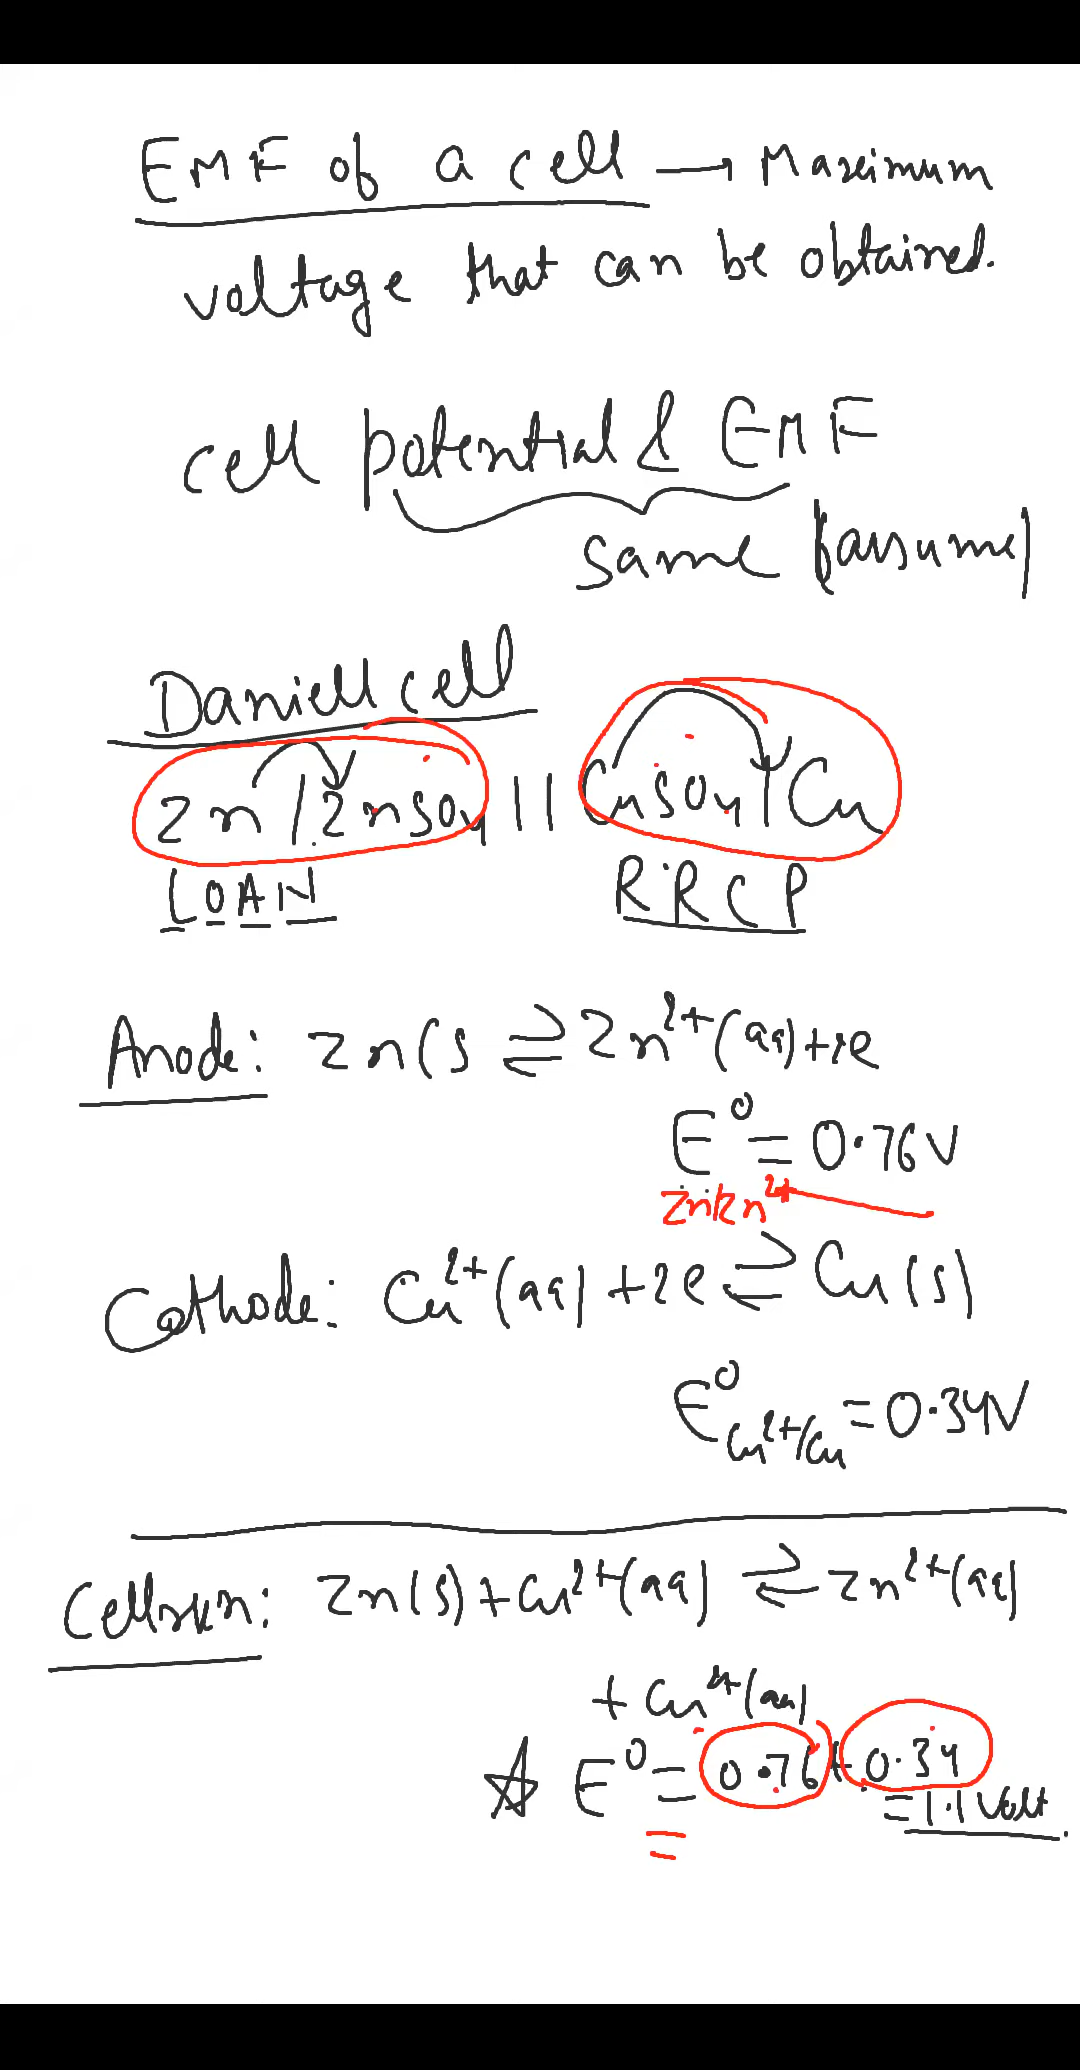 EMF of a cell → Maximum
voltage that can be obtained.
cell potential & EMF
same (assume)
Daniell cell
Zn / ZnSO4 || CuSO4 | Cu
LOAN RRCP
Anode: Zn(s ⇌ Zn²⁺(aq) + 2e
E⁰ = 0.76V
Zn/Zn²⁺
Cathode: Cu²⁺(aq) + 2e ⇌ Cu(s)
E⁰ Cu²⁺/Cu = 0.34V
Cell rxn: Zn(s) + Cu²⁺(aq) ⇌ Zn²⁺(aq)
+ Cu²⁺(aq)
☆ E⁰ = 0.76 + 0.34
= 1.1 Volt